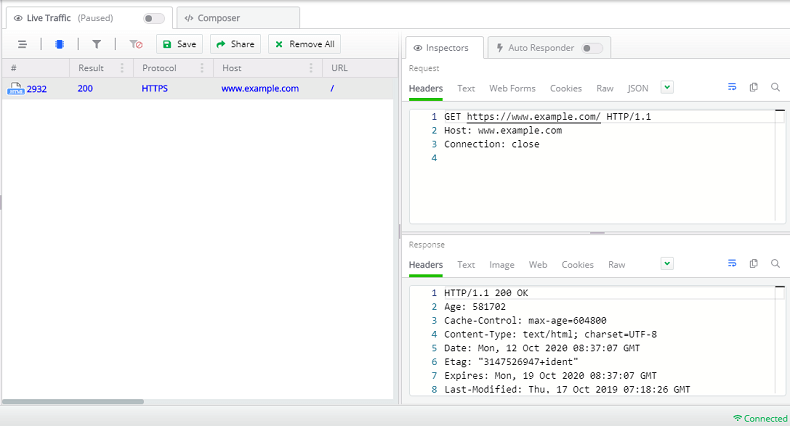 Live Traffic (Paused)
</> Composer
Save
Share
Remove All
# Result Protocol Host URL
2932 200 HTTPS www.example.com /
Inspectors
Auto Responder
Request
Headers Text Web Forms Cookies Raw JSON
1 GET https://www.example.com/ HTTP/1.1
2 Host: www.example.com
3 Connection: close
4
Response
Headers Text Image Web Cookies Raw
1 HTTP/1.1 200 OK
2 Age: 581702
3 Cache-Control: max-age=604800
4 Content-Type: text/html; charset=UTF-8
5 Date: Mon, 12 Oct 2020 08:37:07 GMT
6 Etag: "3147526947+ident"
7 Expires: Mon, 19 Oct 2020 08:37:07 GMT
8 Last-Modified: Thu, 17 Oct 2019 07:18:26 GMT
Connected